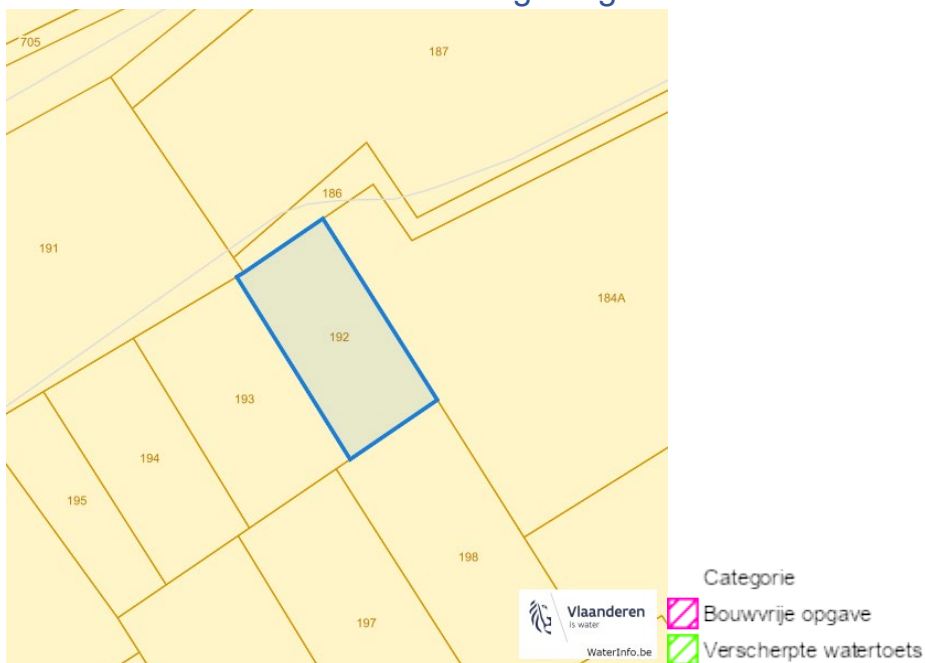 705
187
186
191
184A
192
193
194
195
198
197
Vlaanderen
is water
WaterInfo.be
Categorie
Bouwvrije opgave
Verscherpte watertoets